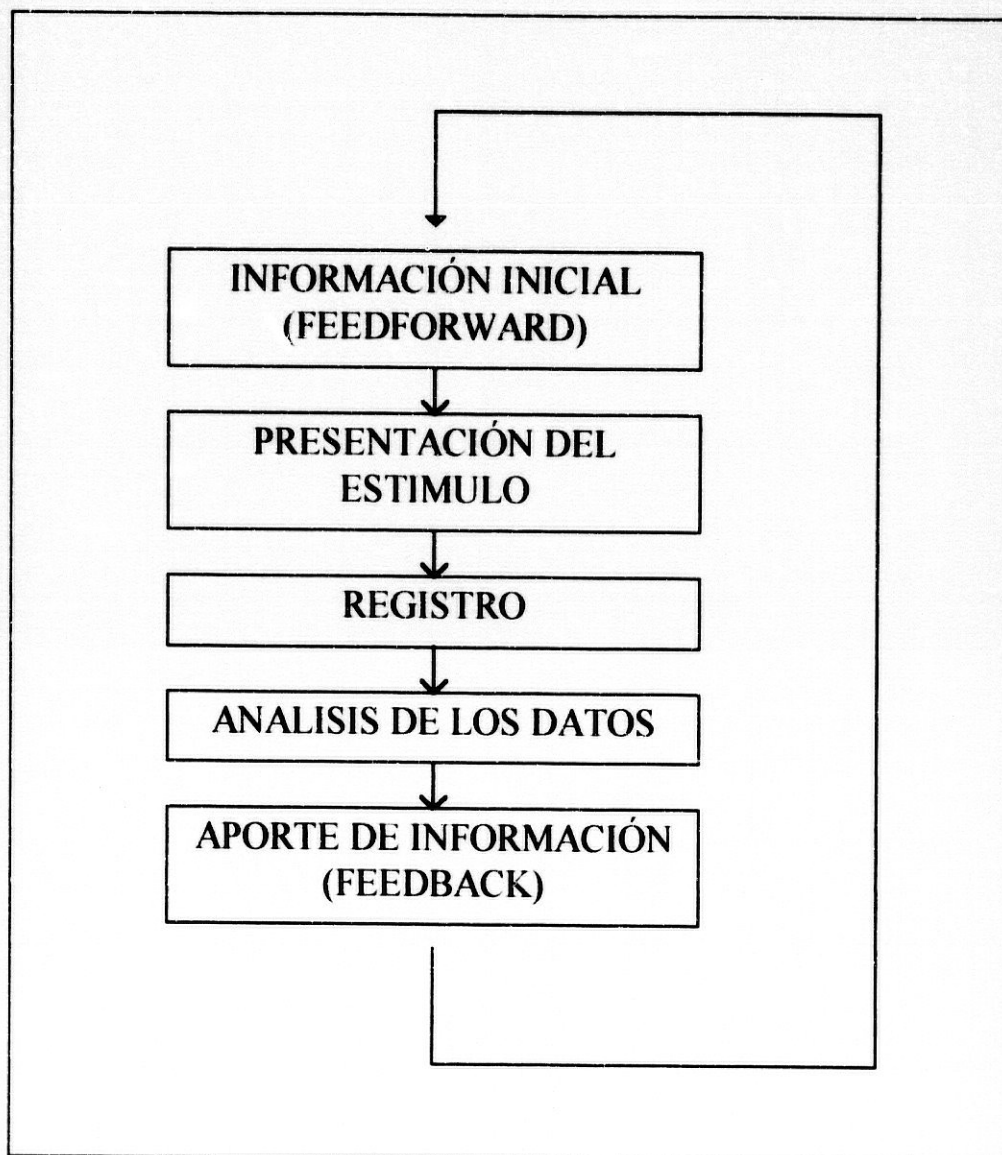 INFORMACIÓN INICIAL
(FEEDFORWARD)
PRESENTACIÓN DEL
ESTIMULO
REGISTRO
ANALISIS DE LOS DATOS
APORTE DE INFORMACIÓN
(FEEDBACK)